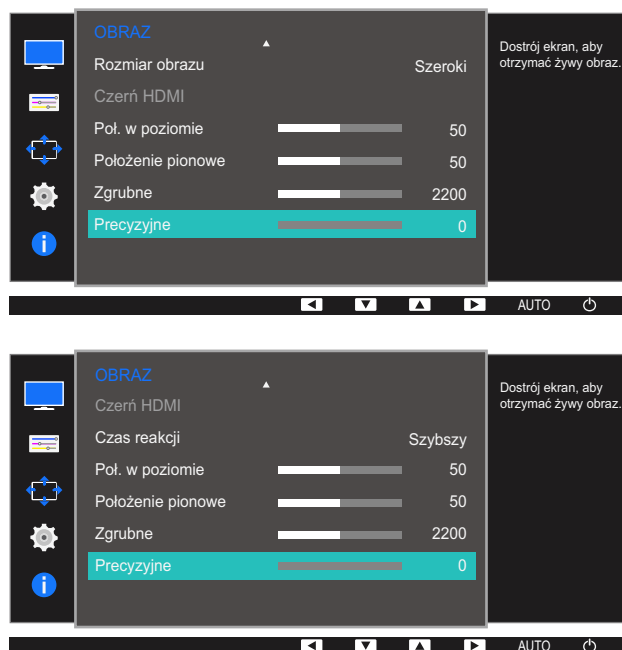 OBRAZ
Rozmiar obrazu Szeroki
Czerń HDMI
Poł. w poziomie 50
Położenie pionowe 50
Zgrubne 2200
Precyzyjne 0
Dostrój ekran, aby
otrzymać żywy obraz.
AUTO
OBRAZ
Czerń HDMI
Czas reakcji Szybszy
Poł. w poziomie 50
Położenie pionowe 50
Zgrubne 2200
Precyzyjne 0
Dostrój ekran, aby
otrzymać żywy obraz.
AUTO